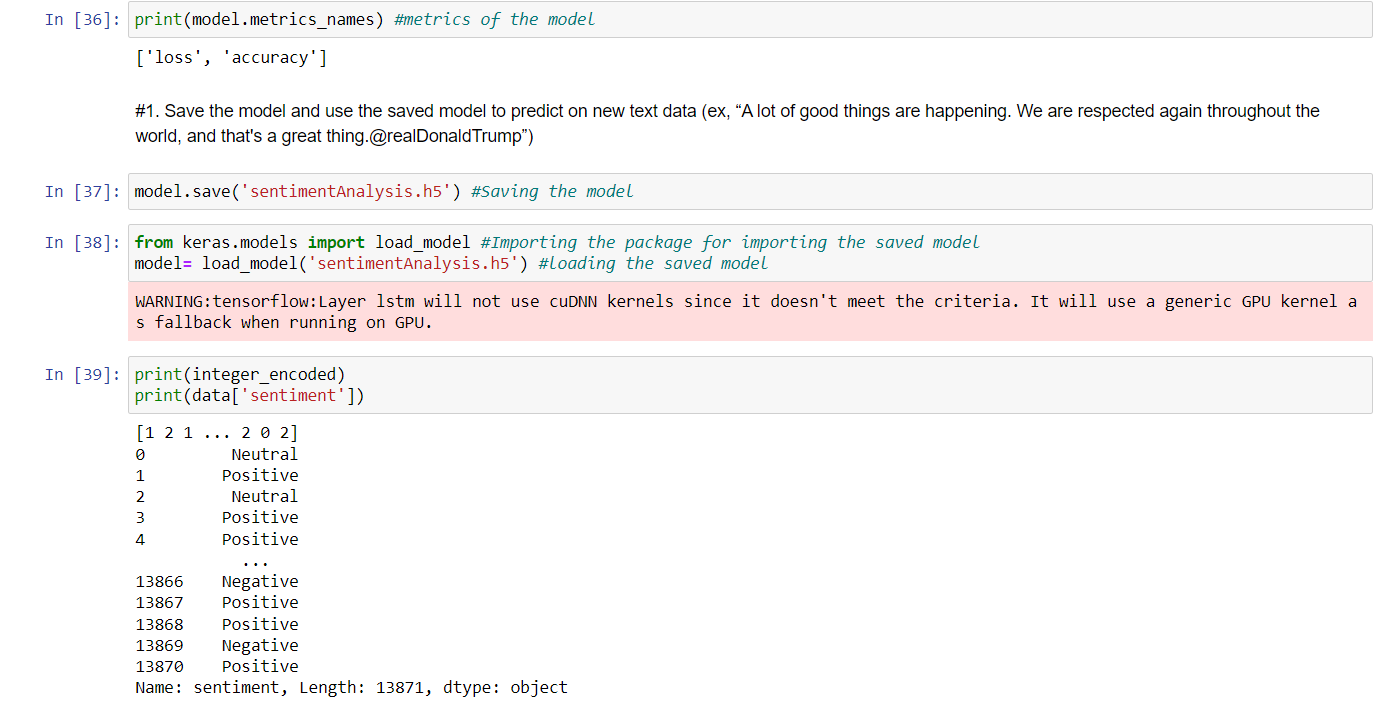 In [36]: print(model.metrics_names) #metrics of the model
['loss', 'accuracy']
#1. Save the model and use the saved model to predict on new text data (ex, “A lot of good things are happening. We are respected again throughout the
world, and that's a great thing.@realDonaldTrump”)
In [37]: model.save('sentimentAnalysis.h5') #Saving the model
In [38]: from keras.models import load_model #Importing the package for importing the saved model
model= load_model('sentimentAnalysis.h5') #loading the saved model
WARNING:tensorflow:Layer lstm will not use cuDNN kernels since it doesn't meet the criteria. It will use a generic GPU kernel a
s fallback when running on GPU.
In [39]: print(integer_encoded)
print(data['sentiment'])
[1 2 1 ... 2 0 2]
0 Neutral
1 Positive
2 Neutral
3 Positive
4 Positive
...
13866 Negative
13867 Positive
13868 Positive
13869 Negative
13870 Positive
Name: sentiment, Length: 13871, dtype: object